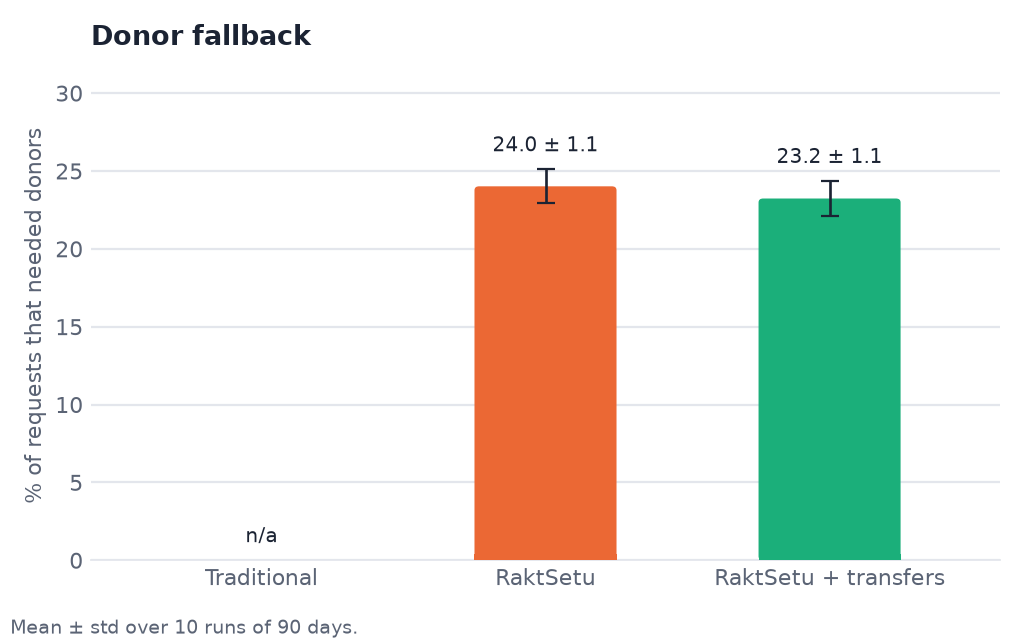 Donor fallback
% of requests that needed donors
30
25
20
15
10
5
0
n/a
24.0 ± 1.1
23.2 ± 1.1
Traditional
RaktSetu
RaktSetu + transfers
Mean ± std over 10 runs of 90 days.